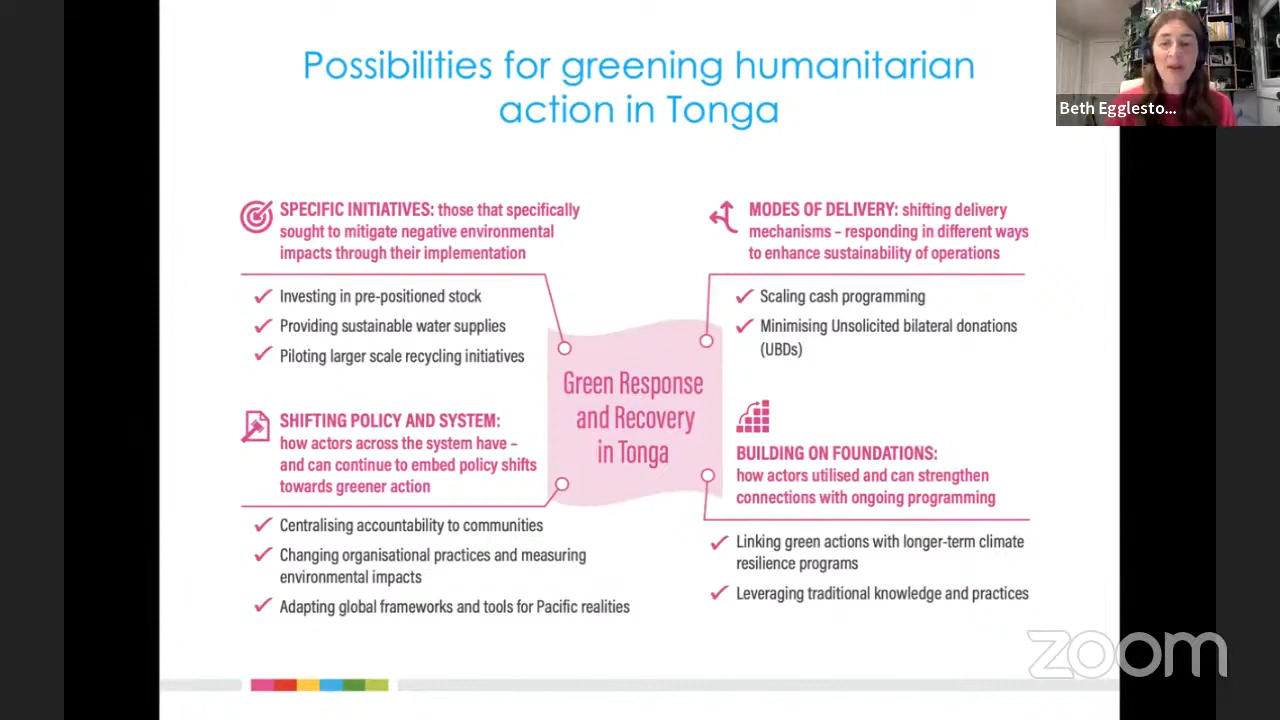 Possibilities for greening humanitarian
action in Tonga
Beth Egglesto...
SPECIFIC INITIATIVES: those that specifically
sought to mitigate negative environmental
impacts through their implementation
Investing in pre-positioned stock
Providing sustainable water supplies
Piloting larger scale recycling initiatives
MODES OF DELIVERY: shifting delivery
mechanisms – responding in different ways
to enhance sustainability of operations
Scaling cash programming
Minimising Unsolicited bilateral donations
(UBDs)
Green Response
and Recovery
in Tonga
SHIFTING POLICY AND SYSTEM:
how actors across the system have –
and can continue to embed policy shifts
towards greener action
Centralising accountability to communities
Changing organisational practices and measuring
environmental impacts
Adapting global frameworks and tools for Pacific realities
BUILDING ON FOUNDATIONS:
how actors utilised and can strengthen
connections with ongoing programming
Linking green actions with longer-term climate
resilience programs
Leveraging traditional knowledge and practices
zoom